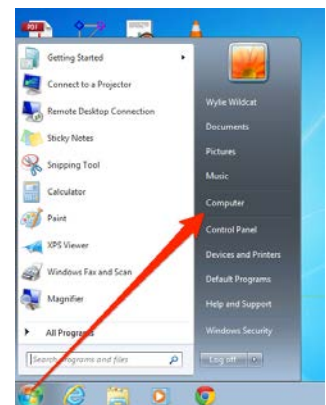 PDF
Getting Started
Connect to a Projector
Remote Desktop Connection
Sticky Notes
Snipping Tool
Calculator
Paint
XPS Viewer
Windows Fax and Scan
Magnifier
All Programs
Search programs and files
Wylie Wildcat
Documents
Pictures
Music
Computer
Control Panel
Devices and Printers
Default Programs
Help and Support
Windows Security
Log off